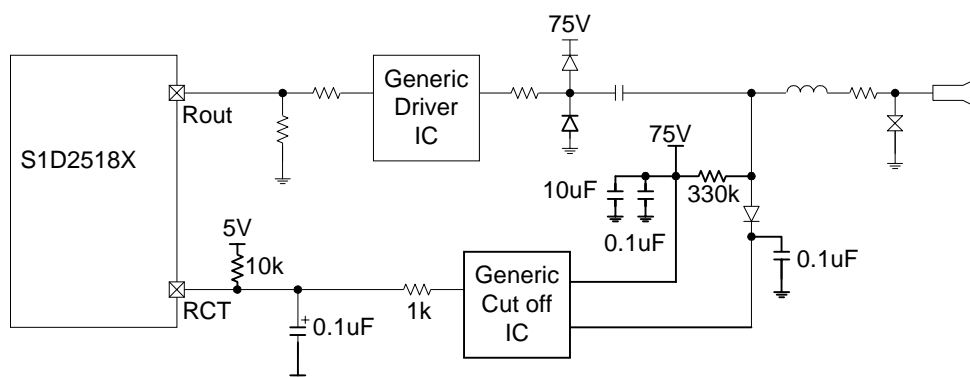 75V
Generic
Driver
IC
Rout
S1D2518X
75V
10uF
330k
0.1uF
5V
10k
0.1uF
Generic
Cut off
IC
RCT
1k
0.1uF